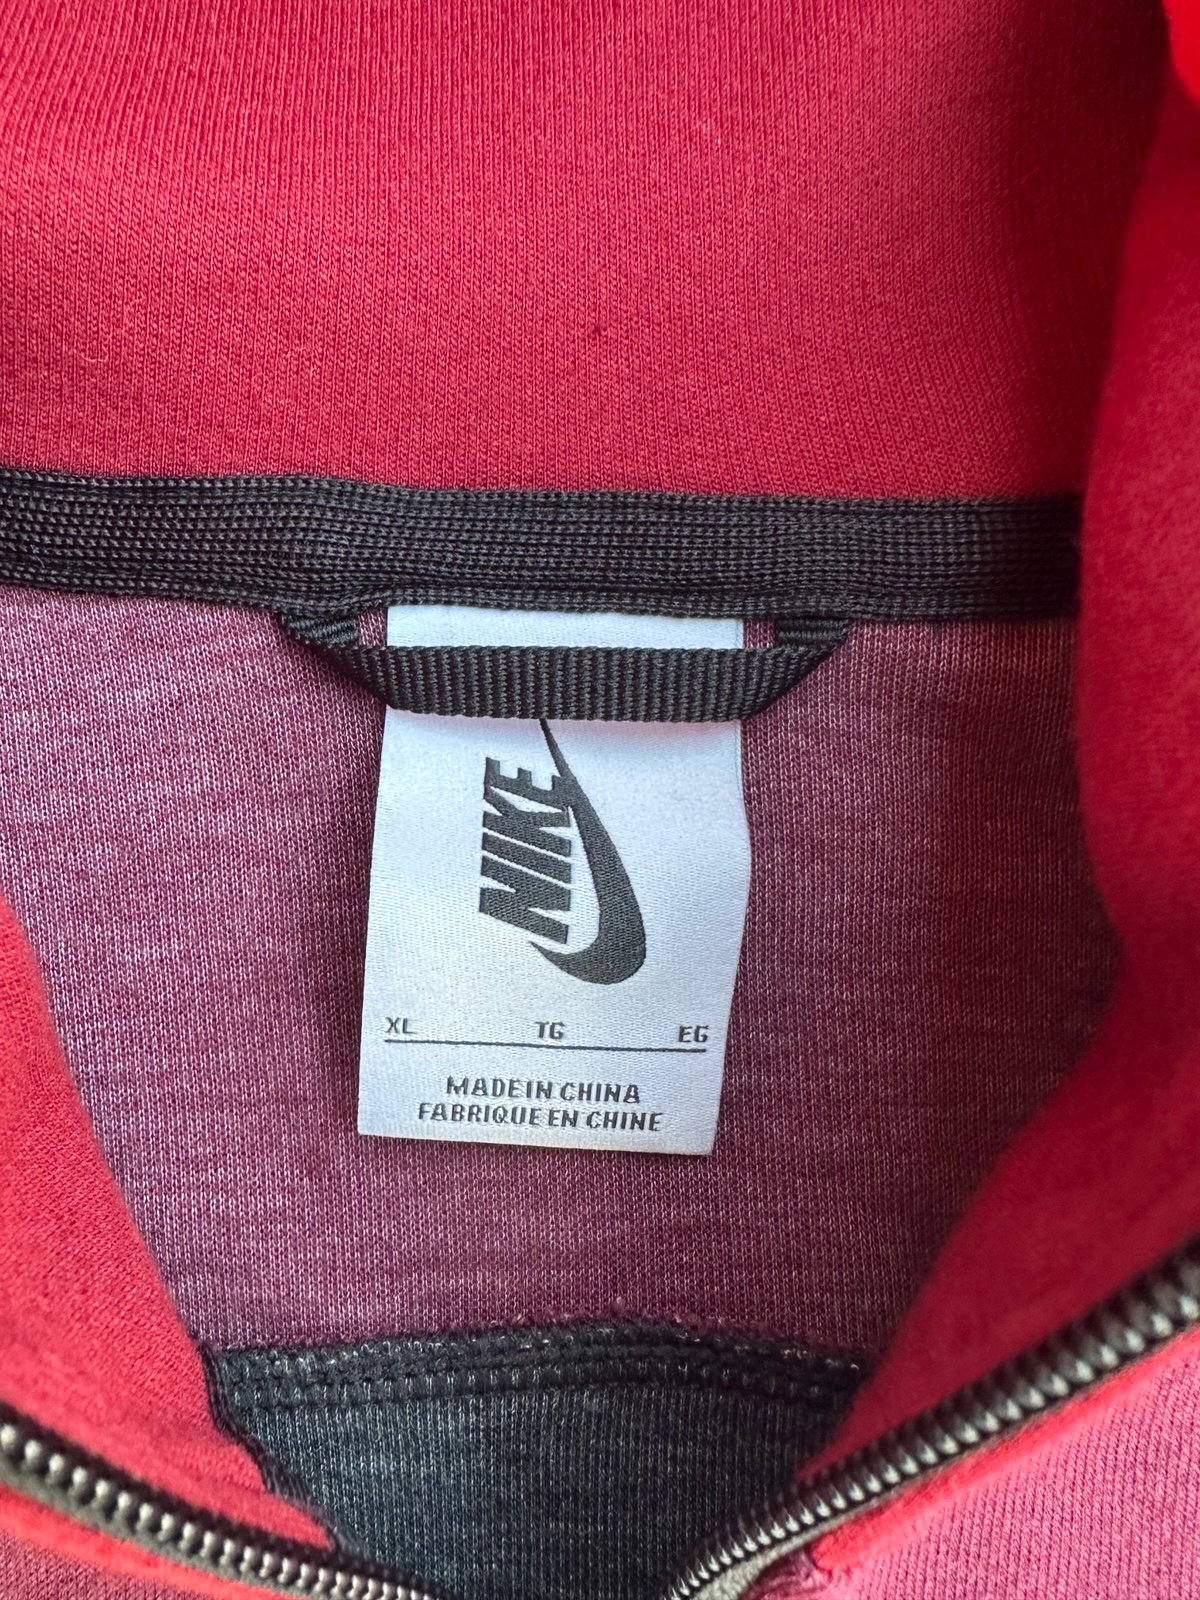 NIKE
XL TG EG
MADE IN CHINA
FABRIQUE EN CHINE